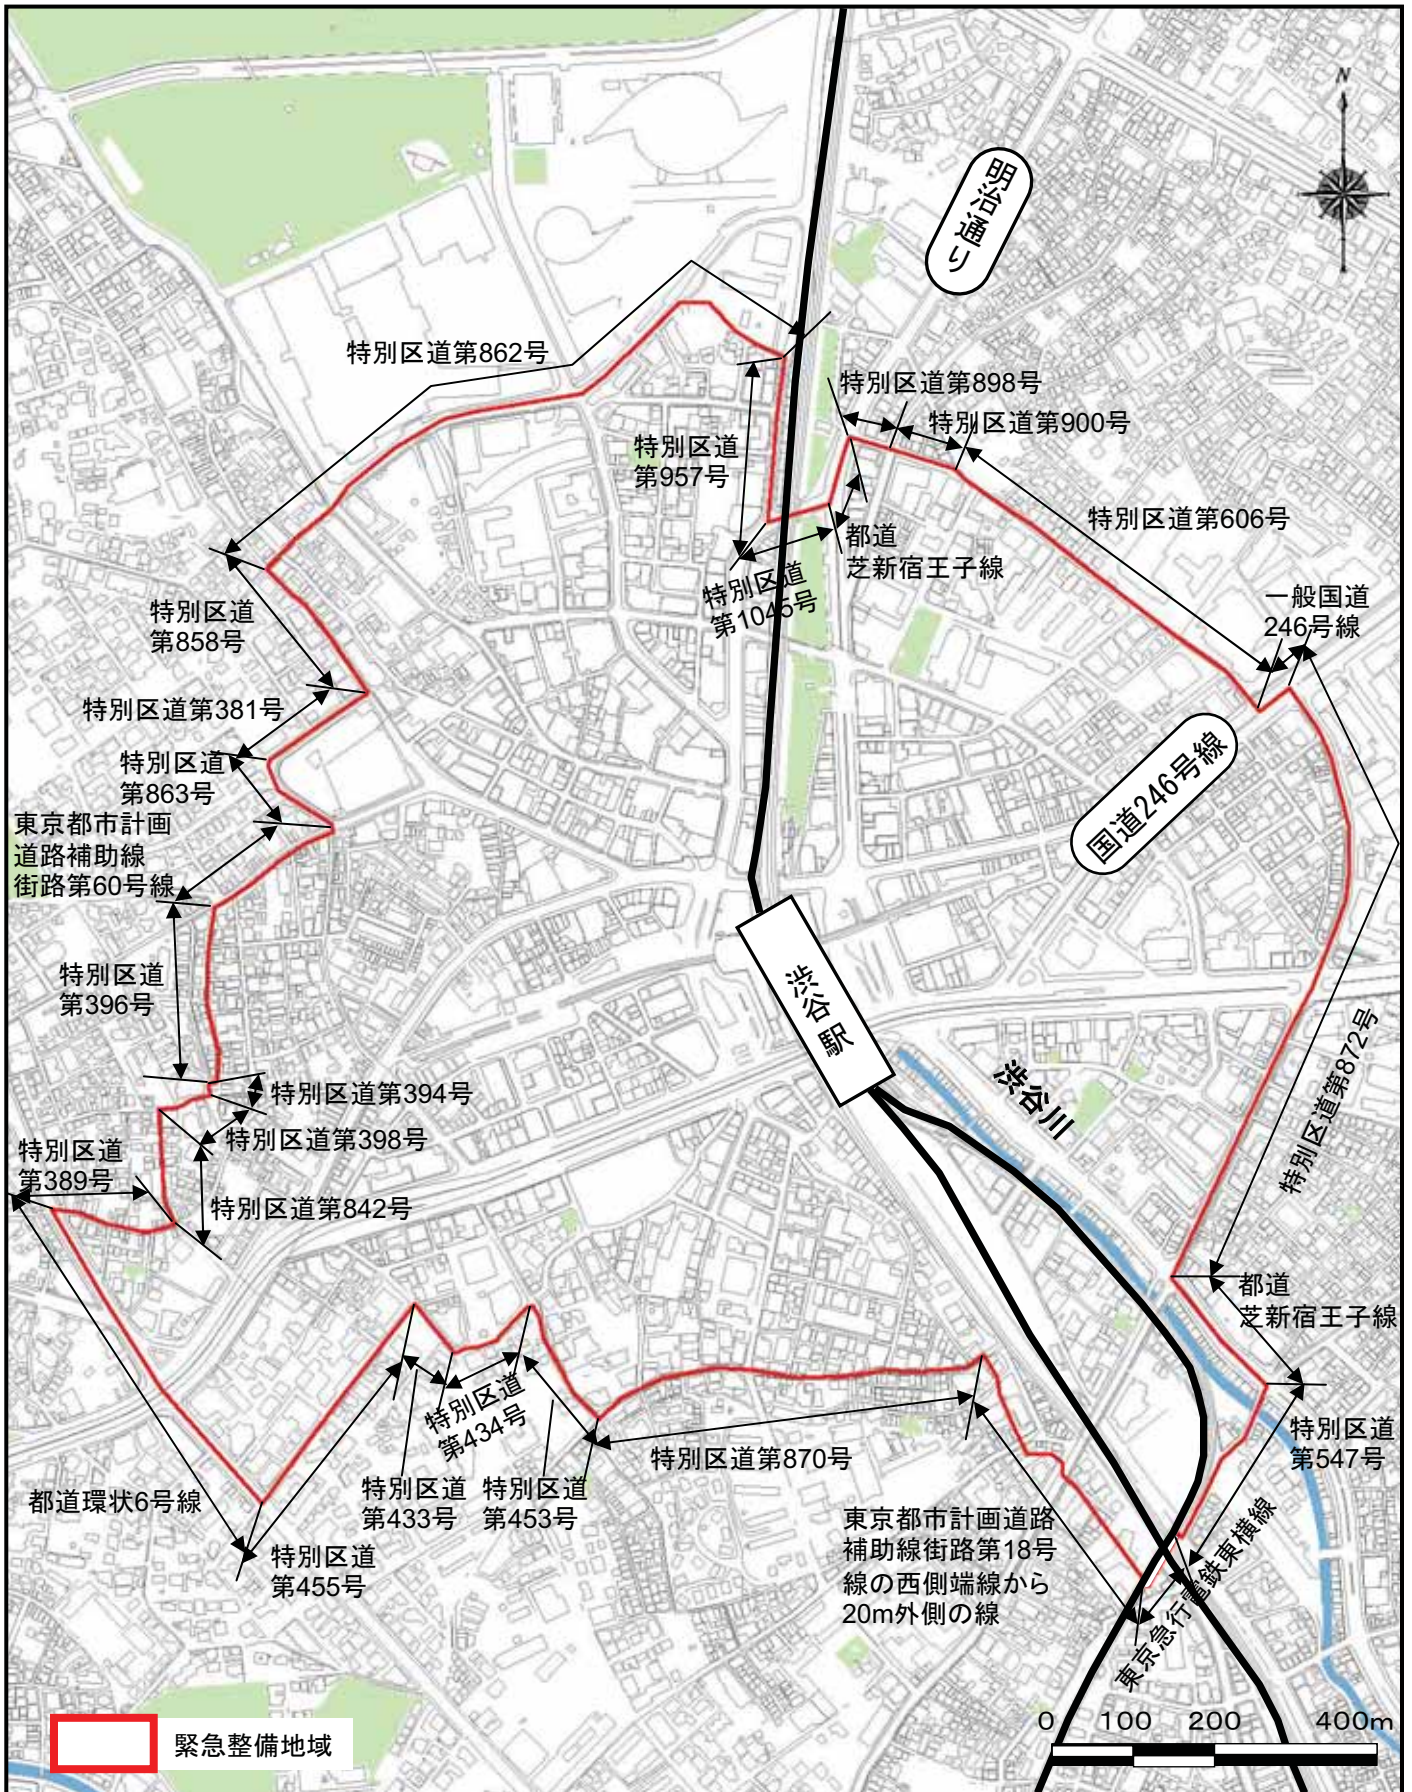 N
明治通り
特別区道第862号
特別区道第898号
特別区道第900号
特別区道
第957号
特別区道第606号
都道
芝新宿王子線
特別区道
第1045号
一般国道
246号線
特別区道
第858号
特別区道第381号
国道246号線
特別区道
第863号
東京都市計画
道路補助線
街路第60号線
特別区道
第396号
渋谷駅
渋谷川
特別区道第872号
特別区道第394号
特別区道第398号
特別区道
第389号
特別区道第842号
都道
芝新宿王子線
特別区道
第434号
特別区道
第547号
特別区道第870号
特別区道
第433号
特別区道
第453号
都道環状6号線
特別区道
第455号
東京都市計画道路
補助線街路第18号
線の西側端線から
20m外側の線
東京急行電鉄東横線
緊急整備地域
0 100 200 400m